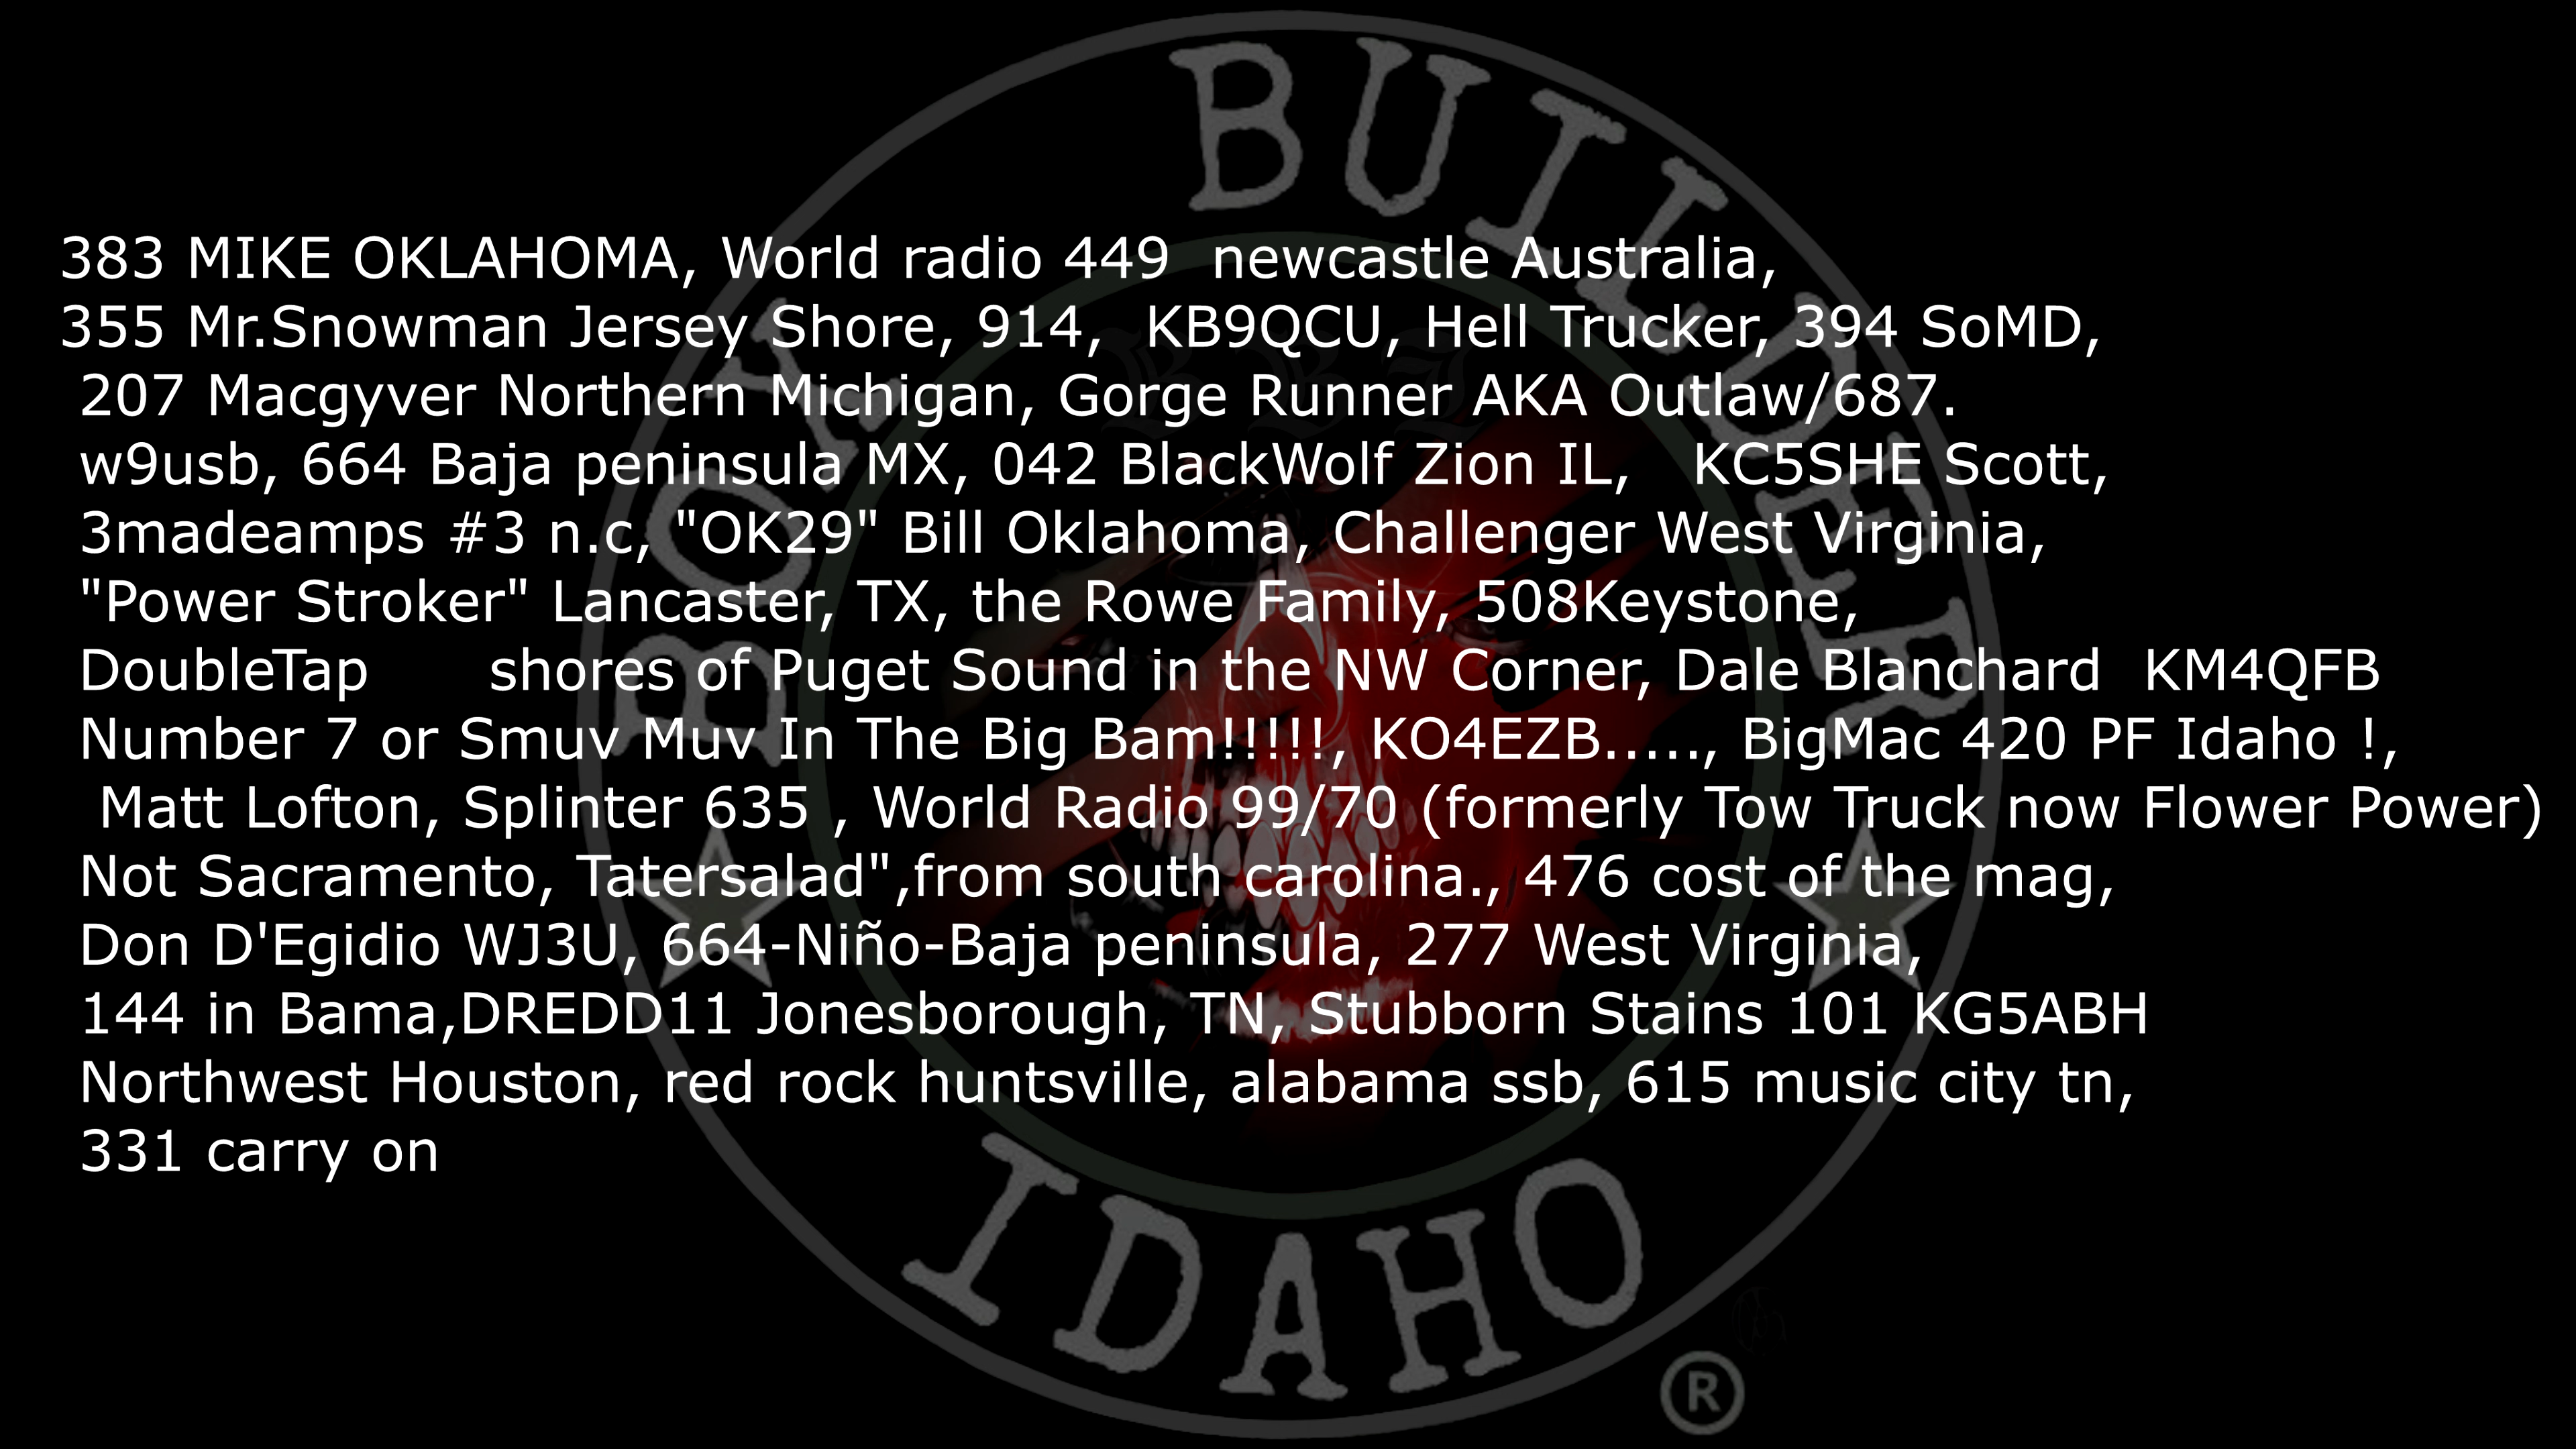 BOX BUILDER
383 MIKE OKLAHOMA, World radio 449  newcastle Australia,
355 Mr.Snowman Jersey Shore, 914,  KB9QCU, Hell Trucker, 394 SoMD,
207 Macgyver Northern Michigan, Gorge Runner AKA Outlaw/687.
w9usb, 664 Baja peninsula MX, 042 BlackWolf Zion IL,   KC5SHE Scott,
3madeamps #3 n.c, "OK29" Bill Oklahoma, Challenger West Virginia,
"Power Stroker" Lancaster, TX, the Rowe Family, 508Keystone,
DoubleTap      shores of Puget Sound in the NW Corner, Dale Blanchard  KM4QFB
Number 7 or Smuv Muv In The Big Bam!!!!!, KO4EZB....., BigMac 420 PF Idaho !,
Matt Lofton, Splinter 635 , World Radio 99/70 (formerly Tow Truck now Flower Power)
Not Sacramento, Tatersalad",from south carolina., 476 cost of the mag,
Don D'Egidio WJ3U, 664-Niño-Baja peninsula, 277 West Virginia,
144 in Bama,DREDD11 Jonesborough, TN, Stubborn Stains 101 KG5ABH
Northwest Houston, red rock huntsville, alabama ssb, 615 music city tn,
331 carry on
IDAHO
®